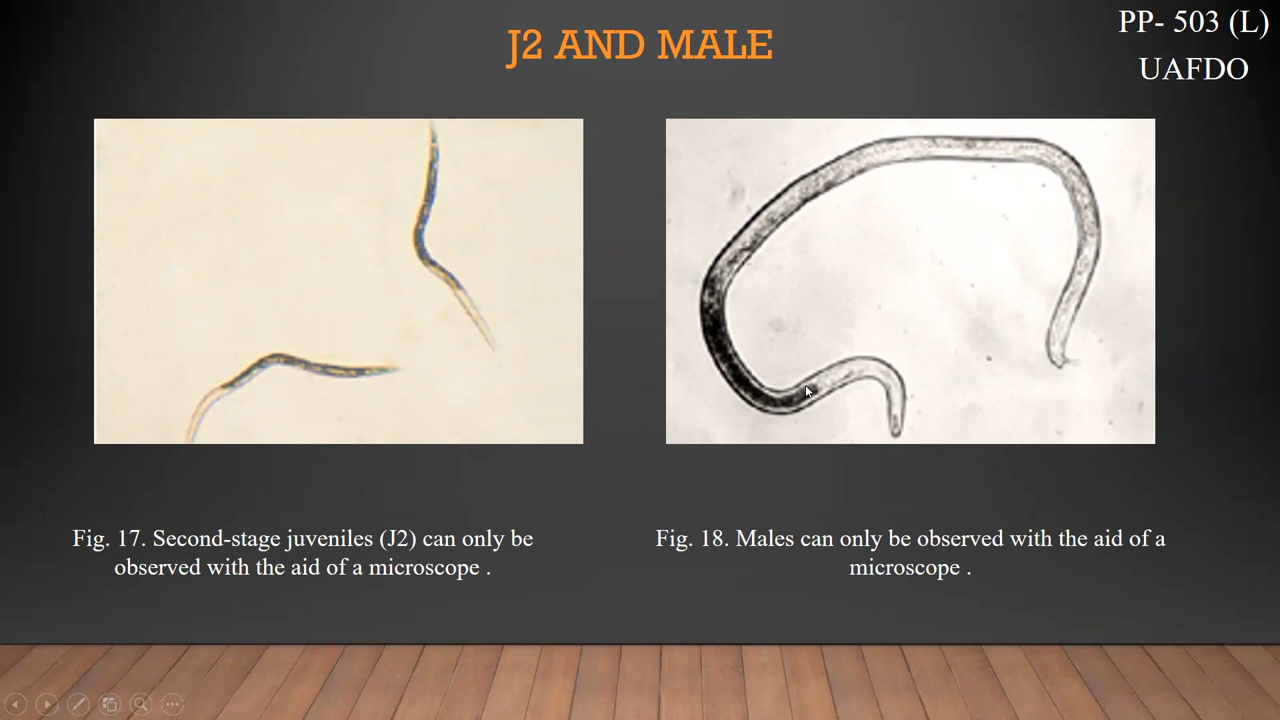 PP- 503 (L)
UAFDO
J2 AND MALE
Fig. 17. Second-stage juveniles (J2) can only be
observed with the aid of a microscope .
Fig. 18. Males can only be observed with the aid of a
microscope .